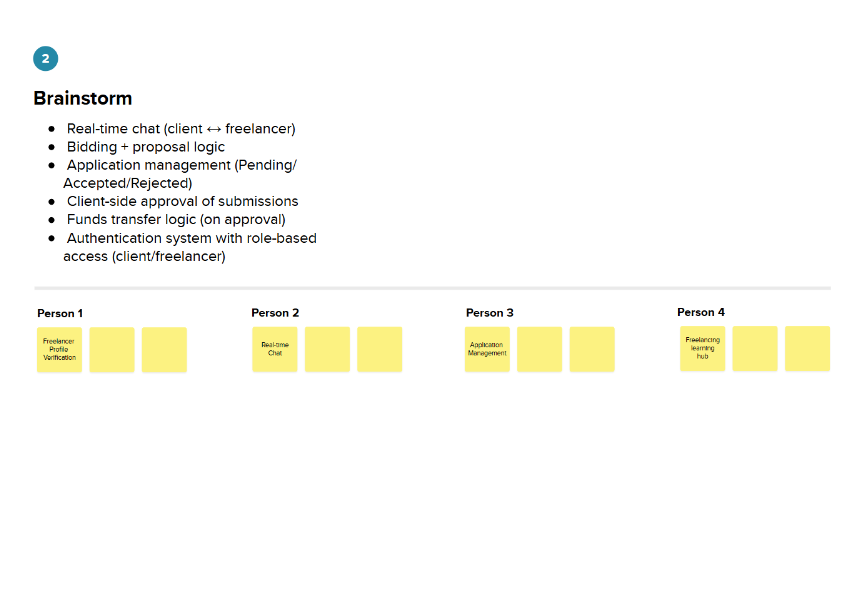 2
Brainstorm
● Real-time chat (client ↔ freelancer)
● Bidding + proposal logic
● Application management (Pending/
Accepted/Rejected)
● Client-side approval of submissions
● Funds transfer logic (on approval)
● Authentication system with role-based
access (client/freelancer)
Person 1
Freelancer
Profile
Verification
Person 2
Real-time
Chat
Person 3
Application
Management
Person 4
Freelancing
learning
hub